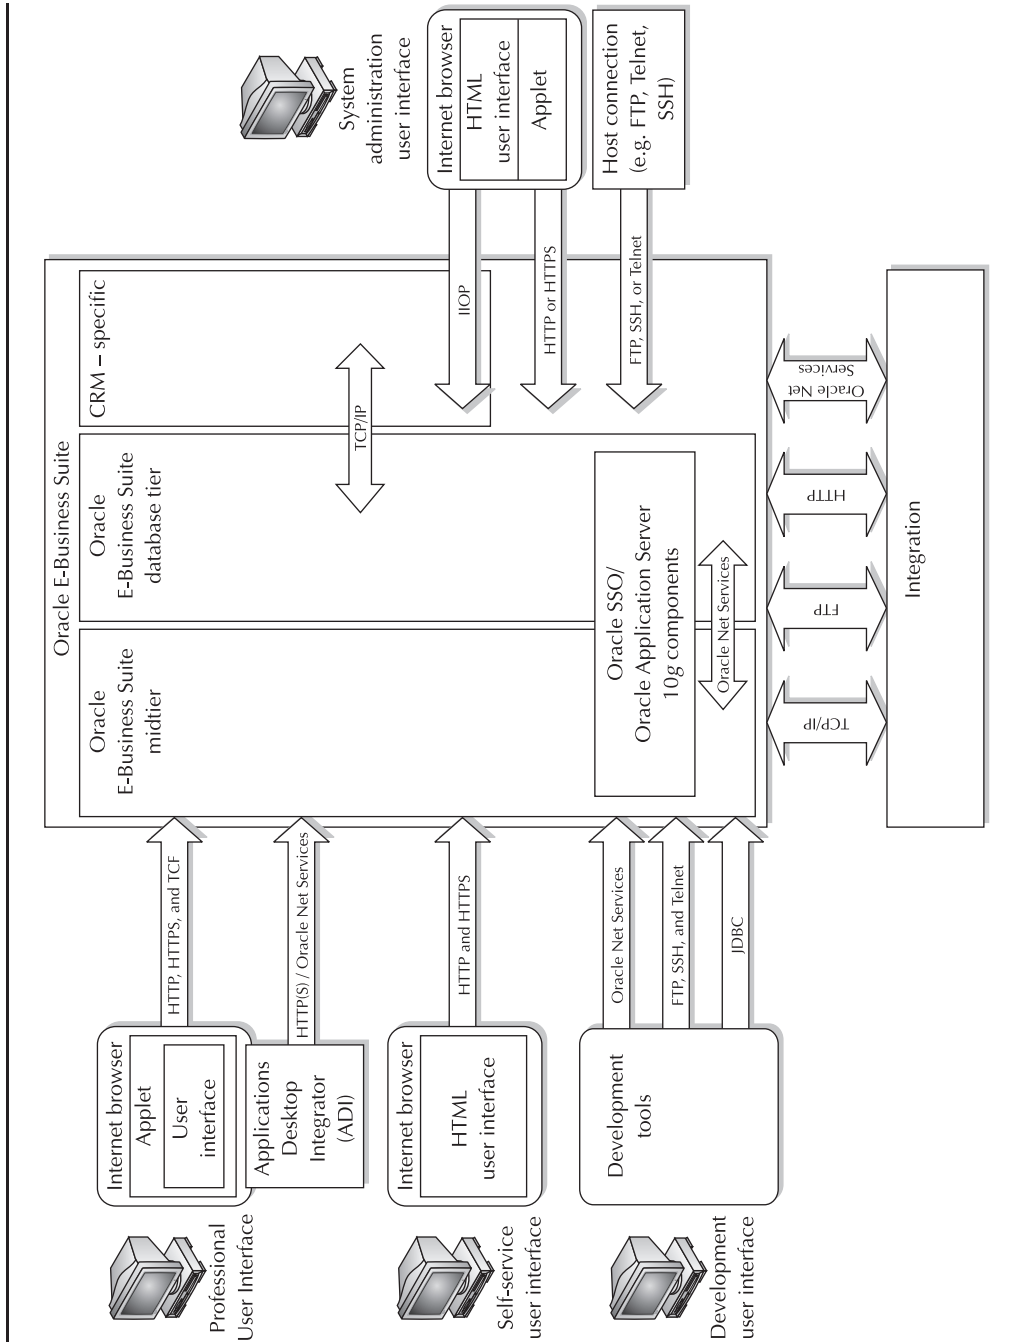 Oracle E-Business Suite
Oracle
E-Business Suite
midtier
Oracle
E-Business Suite
database tier
CRM – specific
TCP/IP
Oracle SSO/
Oracle Application Server
10g components
Oracle Net Services
Professional
User Interface
Internet browser
Applet
User
interface
HTTP, HTTPS, and TCF
Applications
Desktop
Integrator
(ADI)
HTTP(S) / Oracle Net Services
Self-service
user interface
Internet browser
HTML
user interface
HTTP and HTTPS
Development
user interface
Development
tools
Oracle Net Services
FTP, SSH, and Telnet
JDBC
System
administration
user interface
Internet browser
HTML
user interface
Applet
IIOP
HTTP or HTTPS
Host connection
(e.g. FTP, Telnet,
SSH)
FTP, SSH, or Telnet
TCP/IP
FTP
HTTP
Oracle Net
Services
Integration